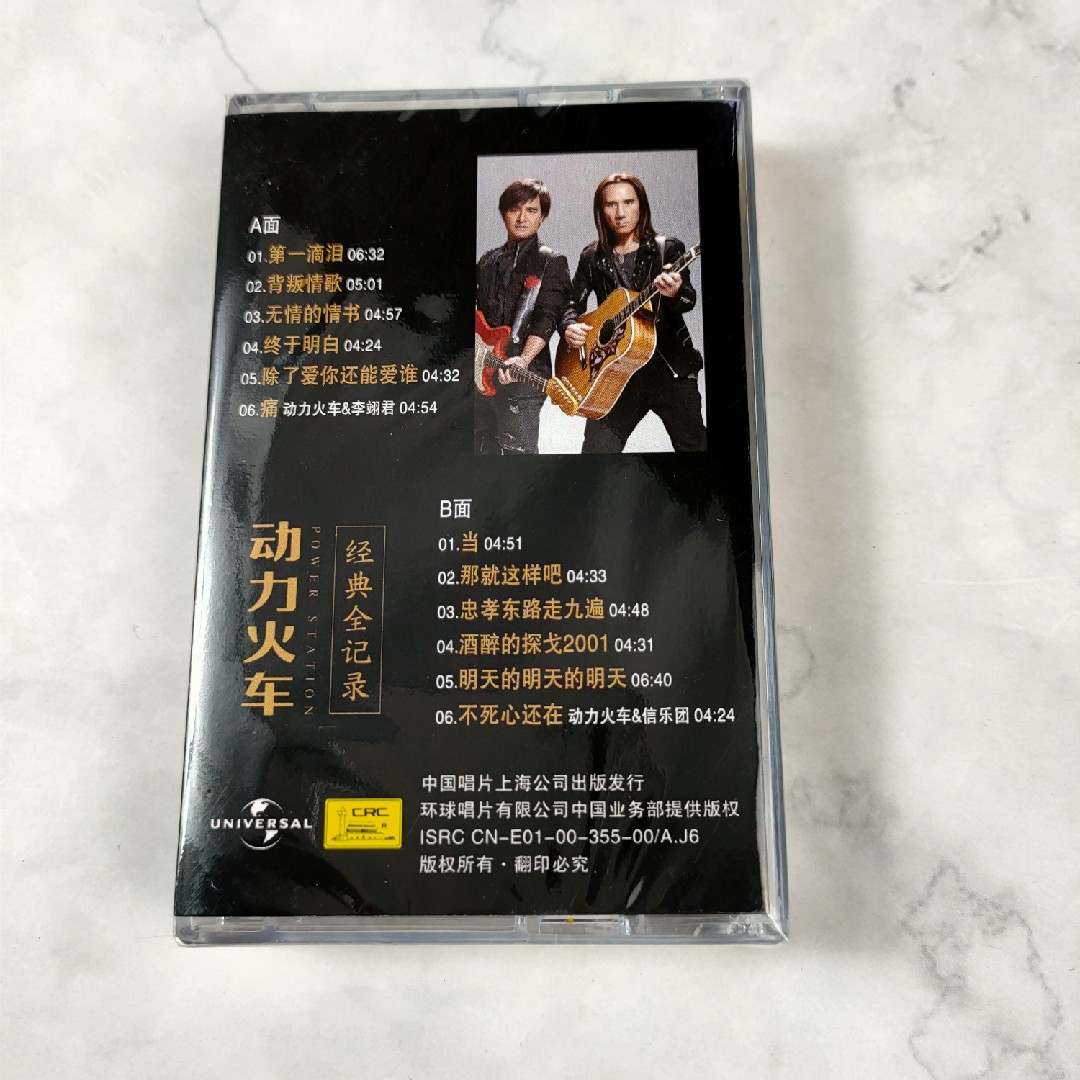 A面
01.第一滴泪 06:32
02.背叛情歌 05:01
03.无情的情书 04:57
04.终于明白 04:24
05.除了爱你还能爱谁 04:32
06.痛 动力火车&李翊君 04:54
动力火车
POWER STATION
经典全记录
B面
01.当 04:51
02.那就这样吧 04:33
03.忠孝东路走九遍 04:48
04.酒醉的探戈2001 04:31
05.明天的明天的明天 06:40
06.不死心还在 动力火车&信乐团 04:24
UNIVERSAL
CRC
中国唱片上海公司出版发行
环球唱片有限公司中国业务部提供版权
ISRC CN-E01-00-355-00/A.J6
版权所有·翻印必究